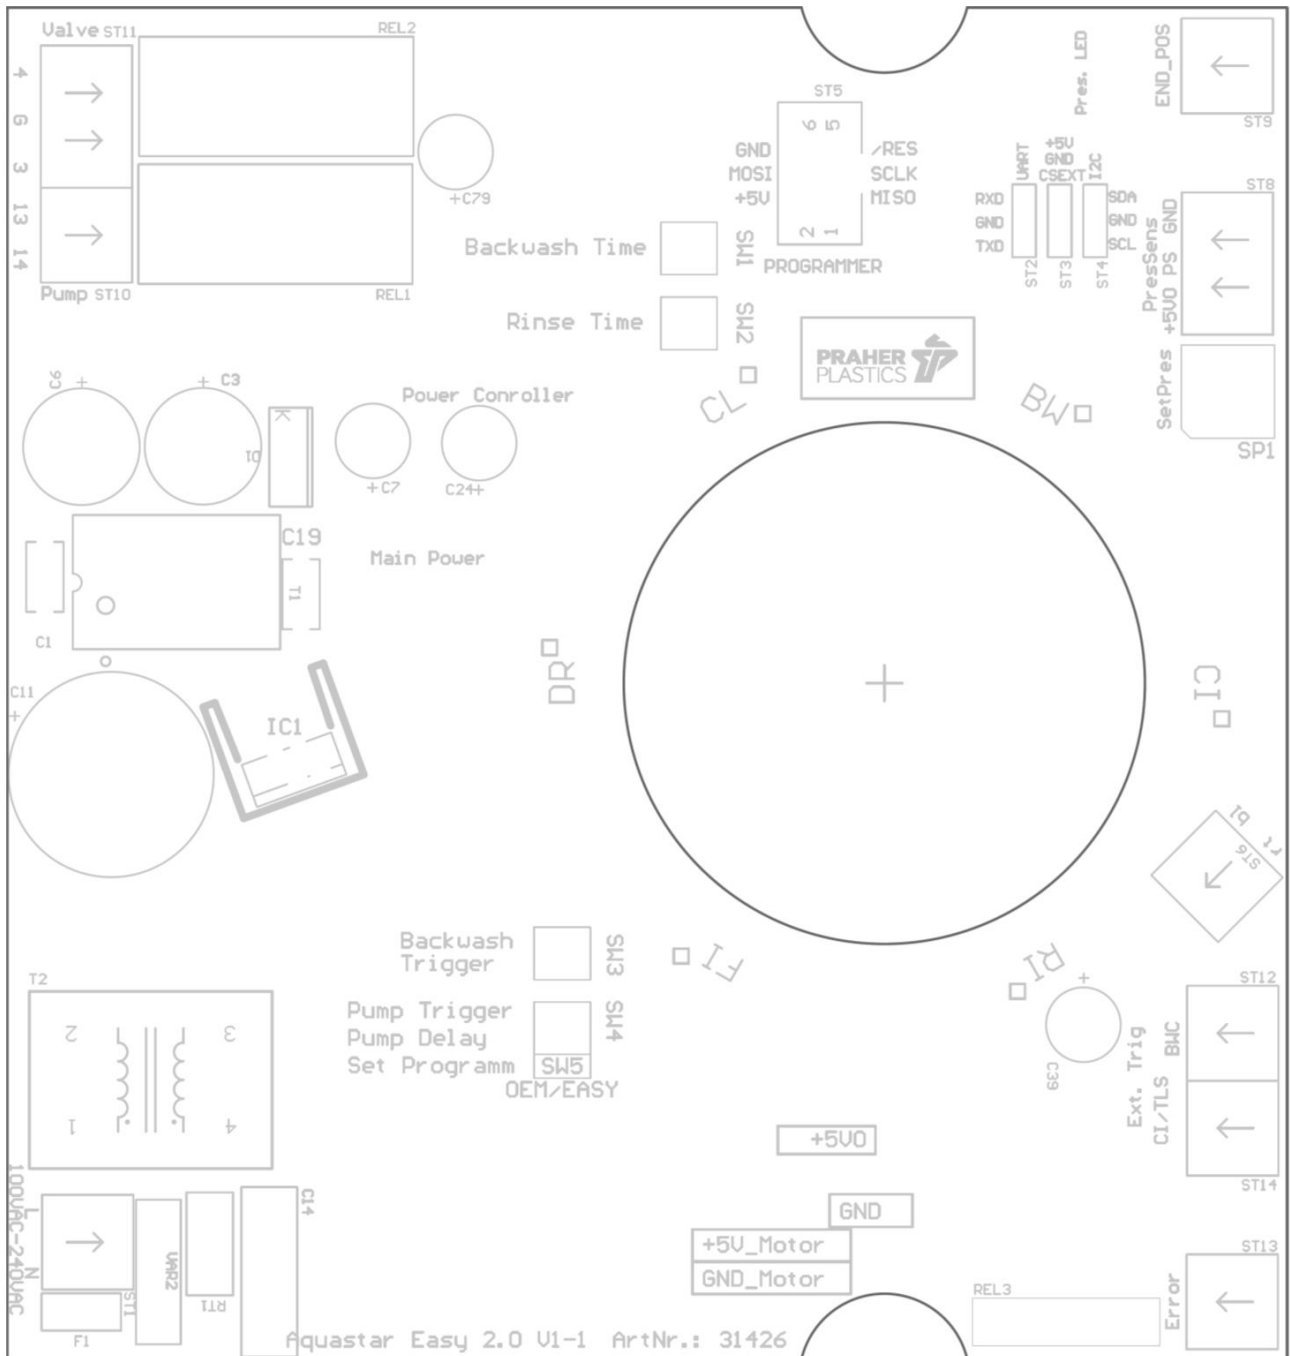 Valve ST11
REL2
4
G
3
13
14
Pump ST10
REL1
+C79
Backwash Time
SW1
Rinse Time
SW2
ST5
6 5
GND
/RES
MOSI
SCLK
+5V
MISO
2 1
PROGRAMMER
Pres. LED
END_POS
ST9
UART
+5V
GND
CSEXT
I2C
RXD
GND
TXD
SDA
GND
SCL
ST2
ST3
ST4
ST8
PresSens
+5V0 PS GND
SetPres
SP1
PRAHER
PLASTICS
CL
BW
C6
+
+ C3
Power Conroller
K
D1
+C7
C24+
C19
Main Power
T1
C1
C11
+
IC1
DR
CI
b1
rt
ST6
FI
RI
Backwash
Trigger
SW3
Pump Trigger
Pump Delay
Set Programm
SW4
SW5
OEM/EASY
T2
2
3
1
4
+
C39
ST12
BWC
Ext. Trig
CI/TLS
ST14
+5V0
GND
+5V_Motor
GND_Motor
100VAC-240VAC
L
N
ST1
F1
VAR2
RT1
C14
REL3
ST13
Error
Aquastar Easy 2.0 V1-1 ArtNr.: 31426